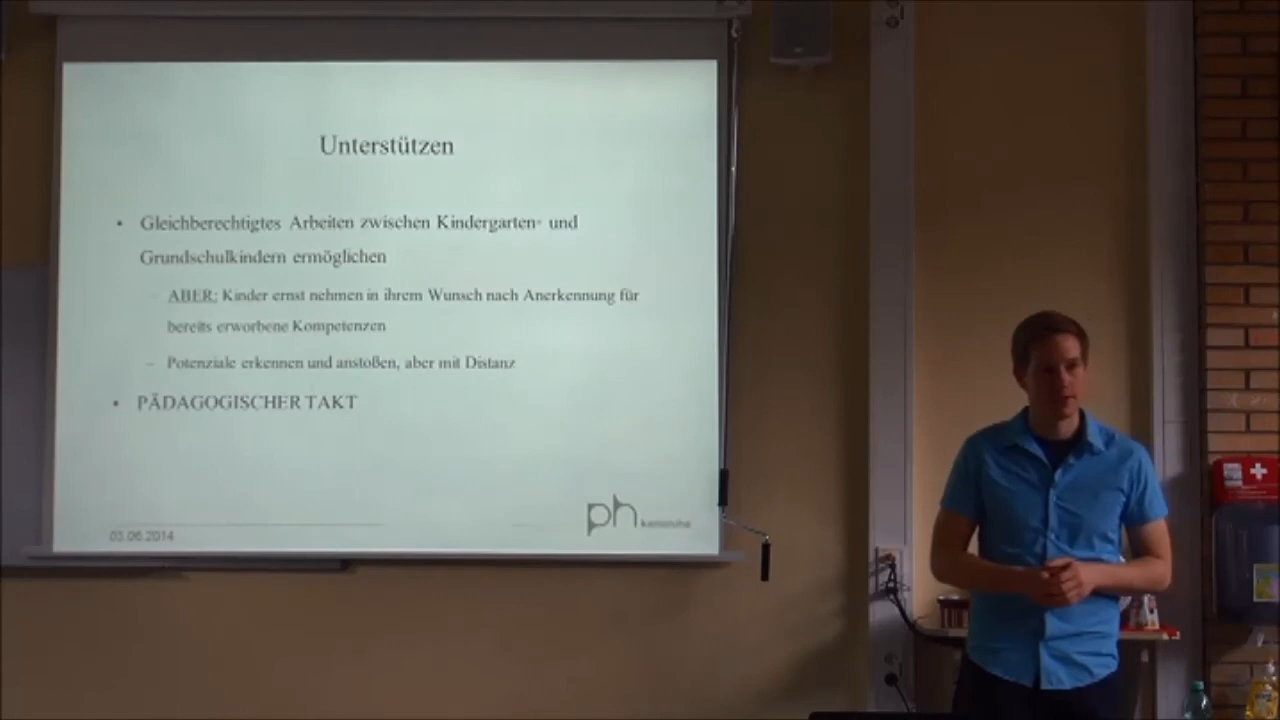 Unterstützen
• Gleichberechtigtes Arbeiten zwischen Kindergarten- und
Grundschulkindern ermöglichen
– ABER: Kinder ernst nehmen in ihrem Wunsch nach Anerkennung für
bereits erworbene Kompetenzen
– Potenziale erkennen und anstoßen, aber mit Distanz
• PÄDAGOGISCHER TAKT
ph karlsruhe
03.06.2014